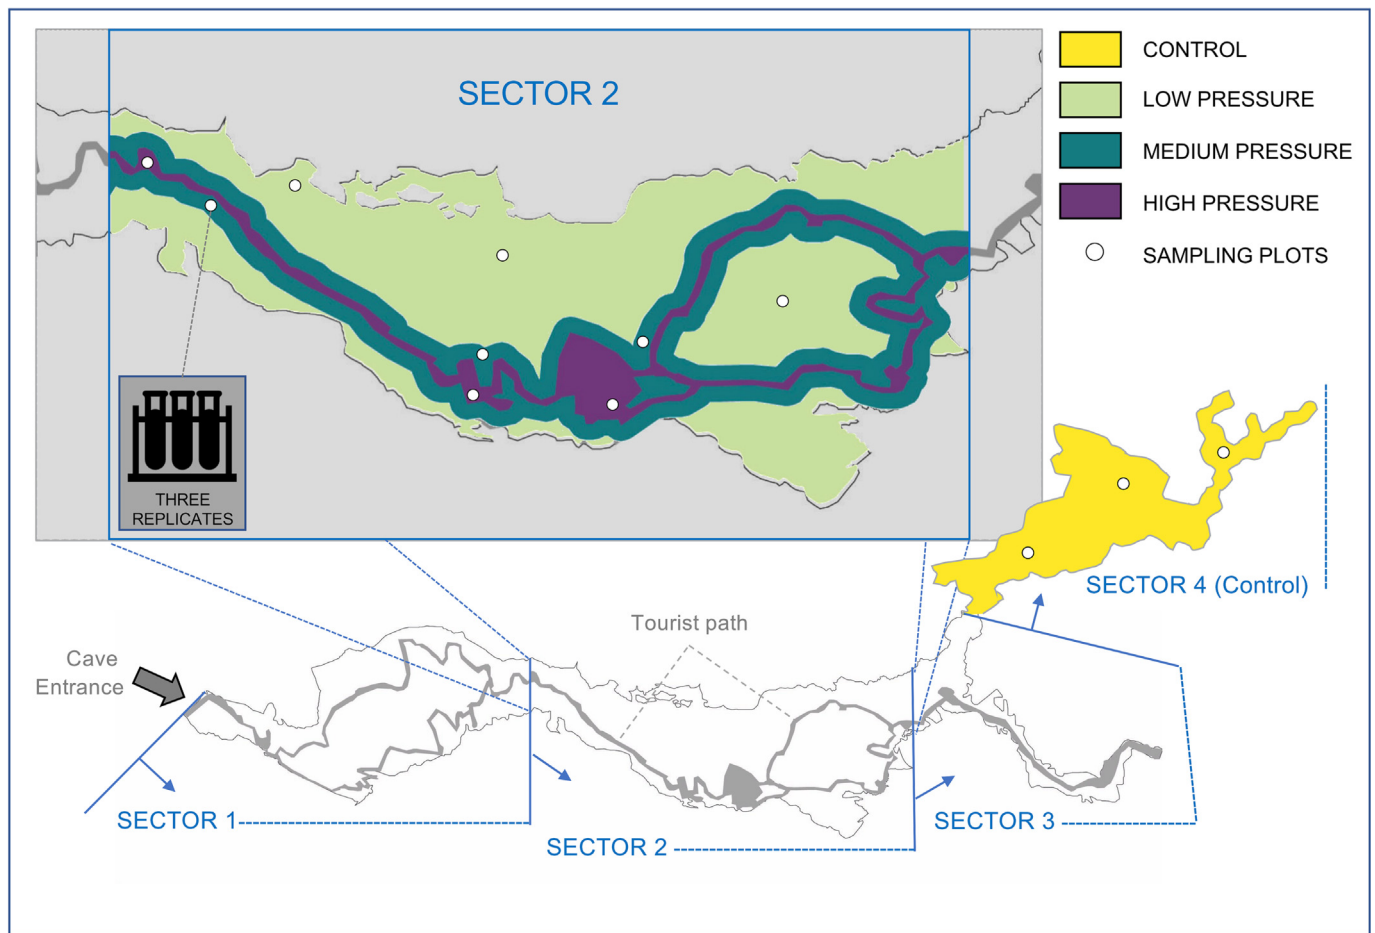 SECTOR 2
CONTROL
LOW PRESSURE
MEDIUM PRESSURE
HIGH PRESSURE
SAMPLING PLOTS
THREE
REPLICATES
SECTOR 4 (Control)
Tourist path
Cave
Entrance
SECTOR 1
SECTOR 2
SECTOR 3